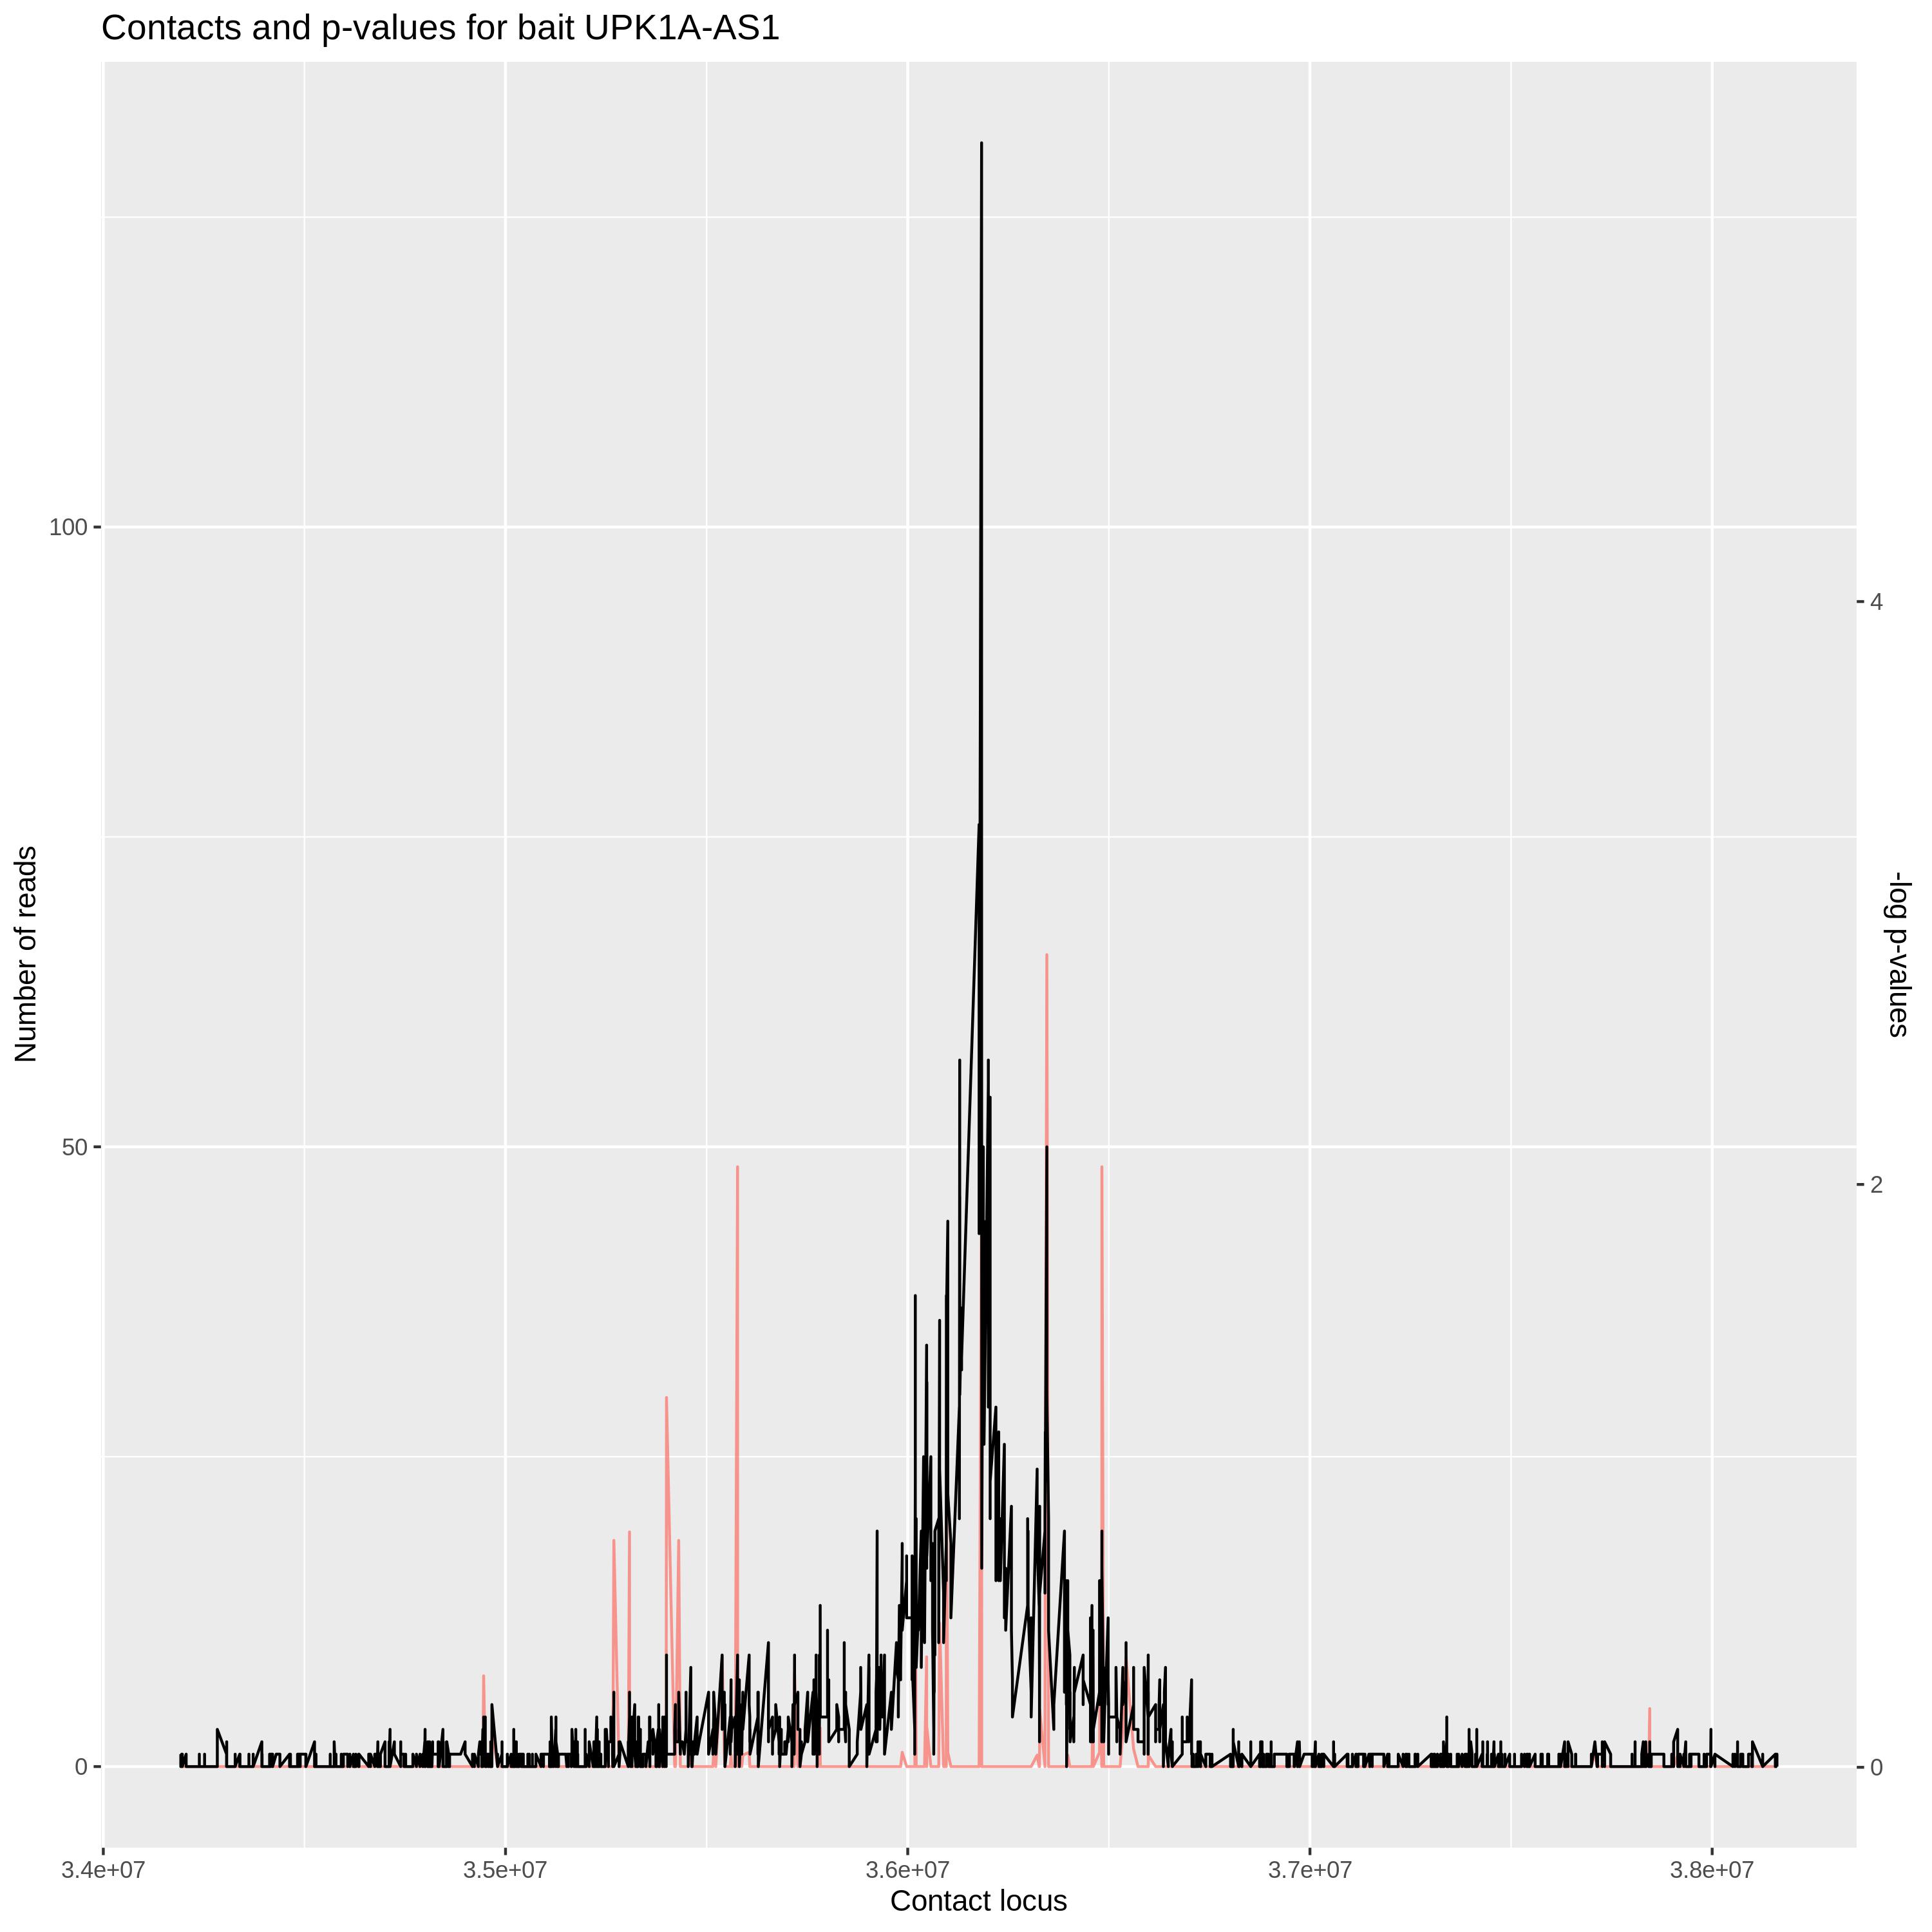 Contacts and p-values for bait UPK1A-AS1
Number of reads
100
50
0
4
2
0
-log p-values
3.4e+07
3.5e+07
3.6e+07
3.7e+07
3.8e+07
Contact locus